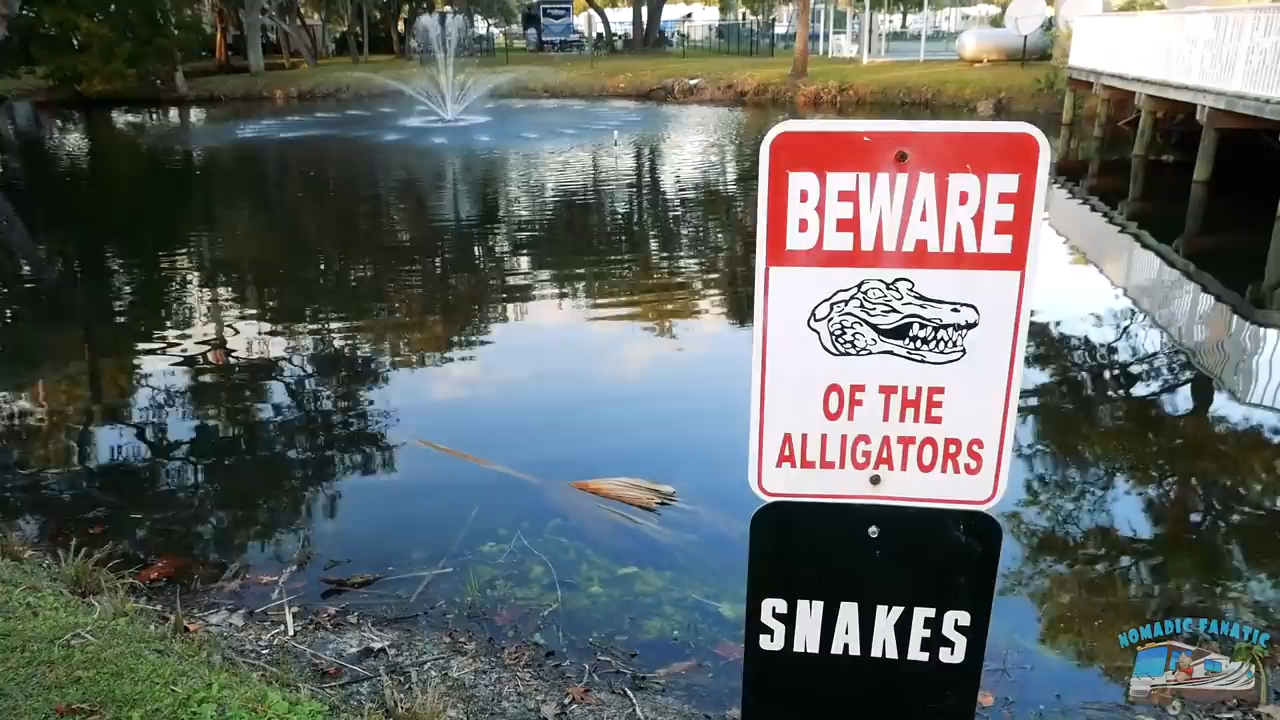 BEWARE
OF THE
ALLIGATORS
SNAKES
NOMADIC FANATIC